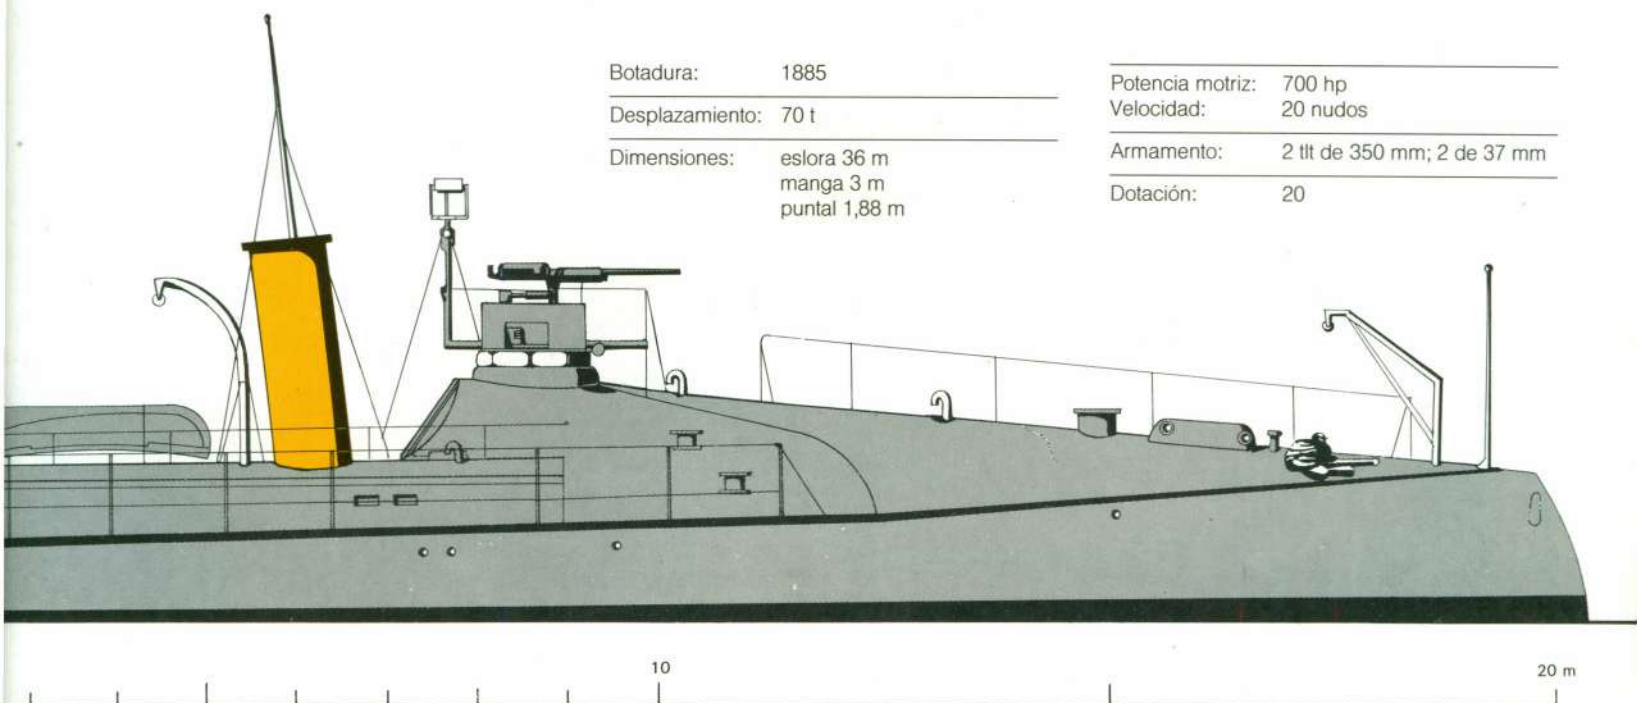 Botadura: 1885
Desplazamiento: 70 t
Dimensiones: eslora 36 m
manga 3 m
puntal 1,88 m
Potencia motriz: 700 hp
Velocidad: 20 nudos
Armamento: 2 tlt de 350 mm; 2 de 37 mm
Dotación: 20
10
20 m